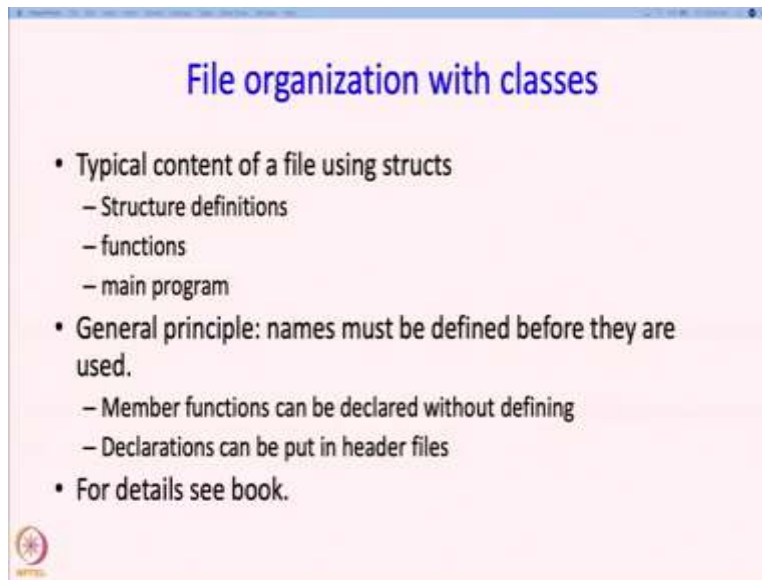 File organization with classes
• Typical content of a file using structs
– Structure definitions
– functions
– main program
• General principle: names must be defined before they are
used.
– Member functions can be declared without defining
– Declarations can be put in header files
• For details see book.
NPTEL